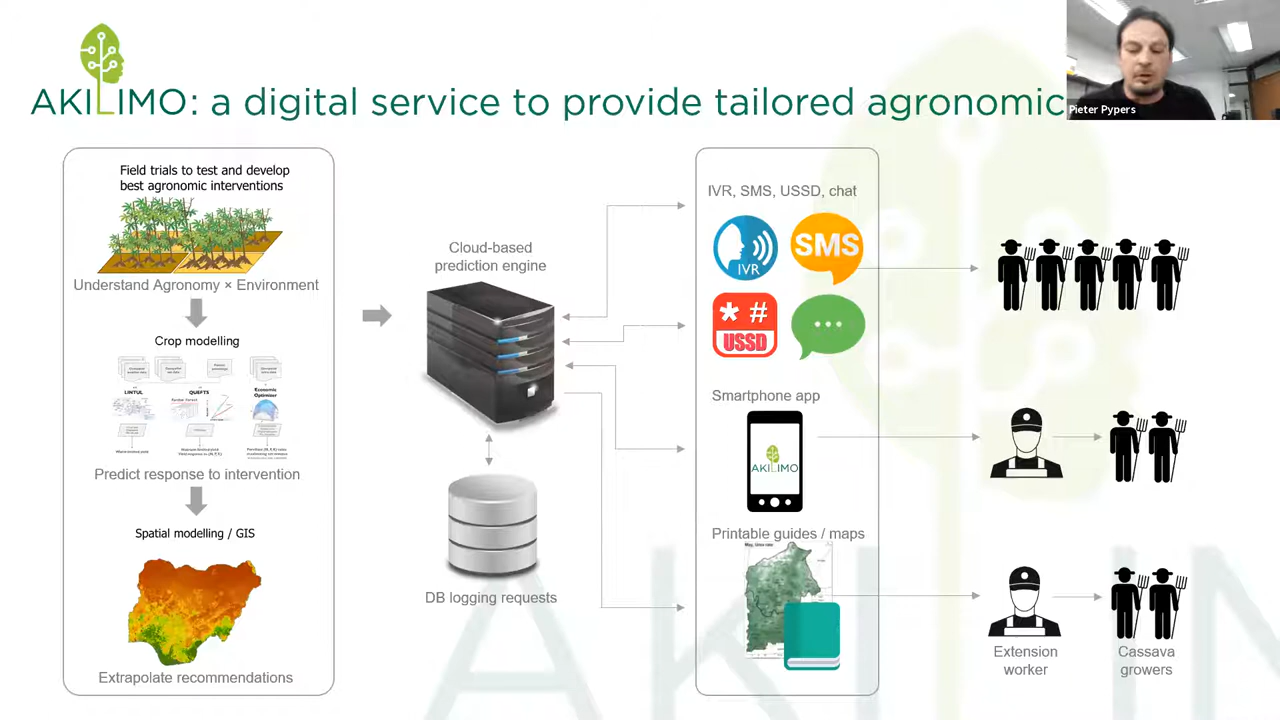 AKILIMO: a digital service to provide tailored agronomic
Pieter Pypers
Field trials to test and develop
best agronomic interventions
Understand Agronomy × Environment
Crop modelling
LINTUL
QUEFTS
Economic
Optimizer
Predict response to intervention
Spatial modelling / GIS
Extrapolate recommendations
Cloud-based
prediction engine
DB logging requests
IVR, SMS, USSD, chat
IVR
SMS
* #
USSD
...
Smartphone app
AKILIMO
Printable guides / maps
Extension
worker
Cassava
growers